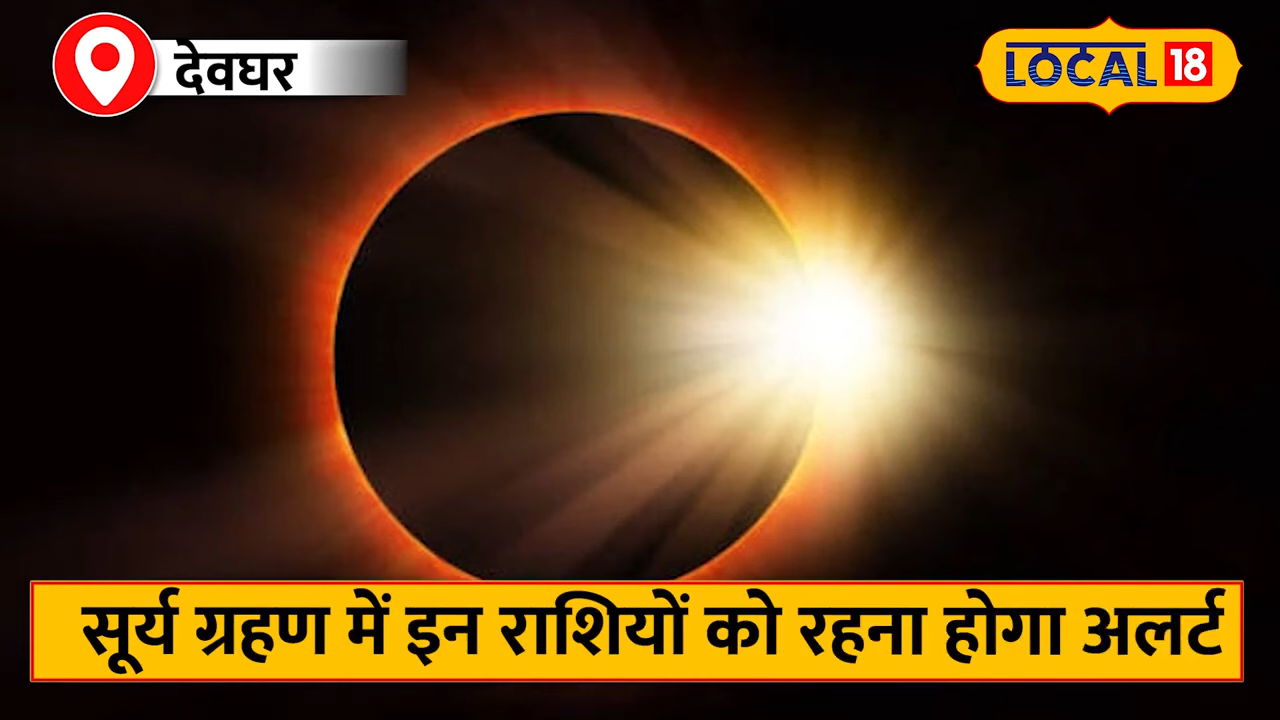 देवघर
LOCAL 18
सूर्य ग्रहण में इन राशियों को रहना होगा अलर्ट